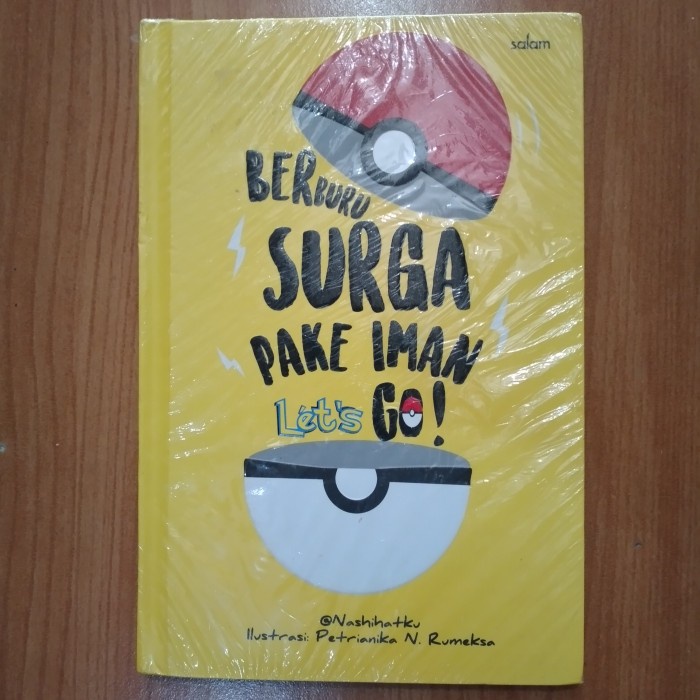 salam
BERBURU
SURGA
PAKE IMAN
Let's GO!
@Nashihatku
Ilustrasi: Petrianika N. Rumeksa